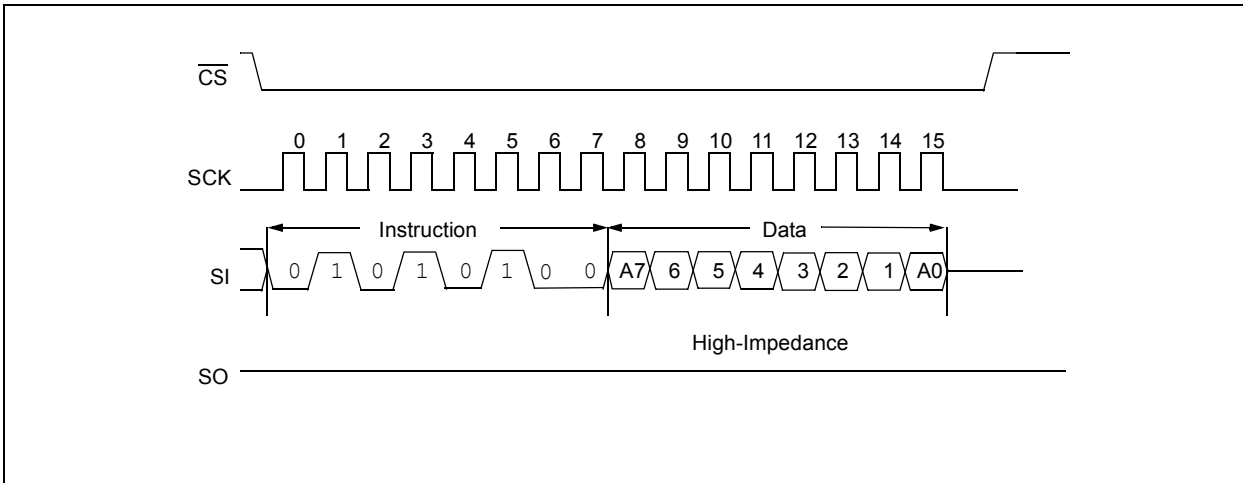 CS
0 1 2 3 4 5 6 7 8 9 10 11 12 13 14 15
SCK
Instruction Data
SI 0 1 0 1 0 1 0 0 A7 6 5 4 3 2 1 A0
High-Impedance
SO